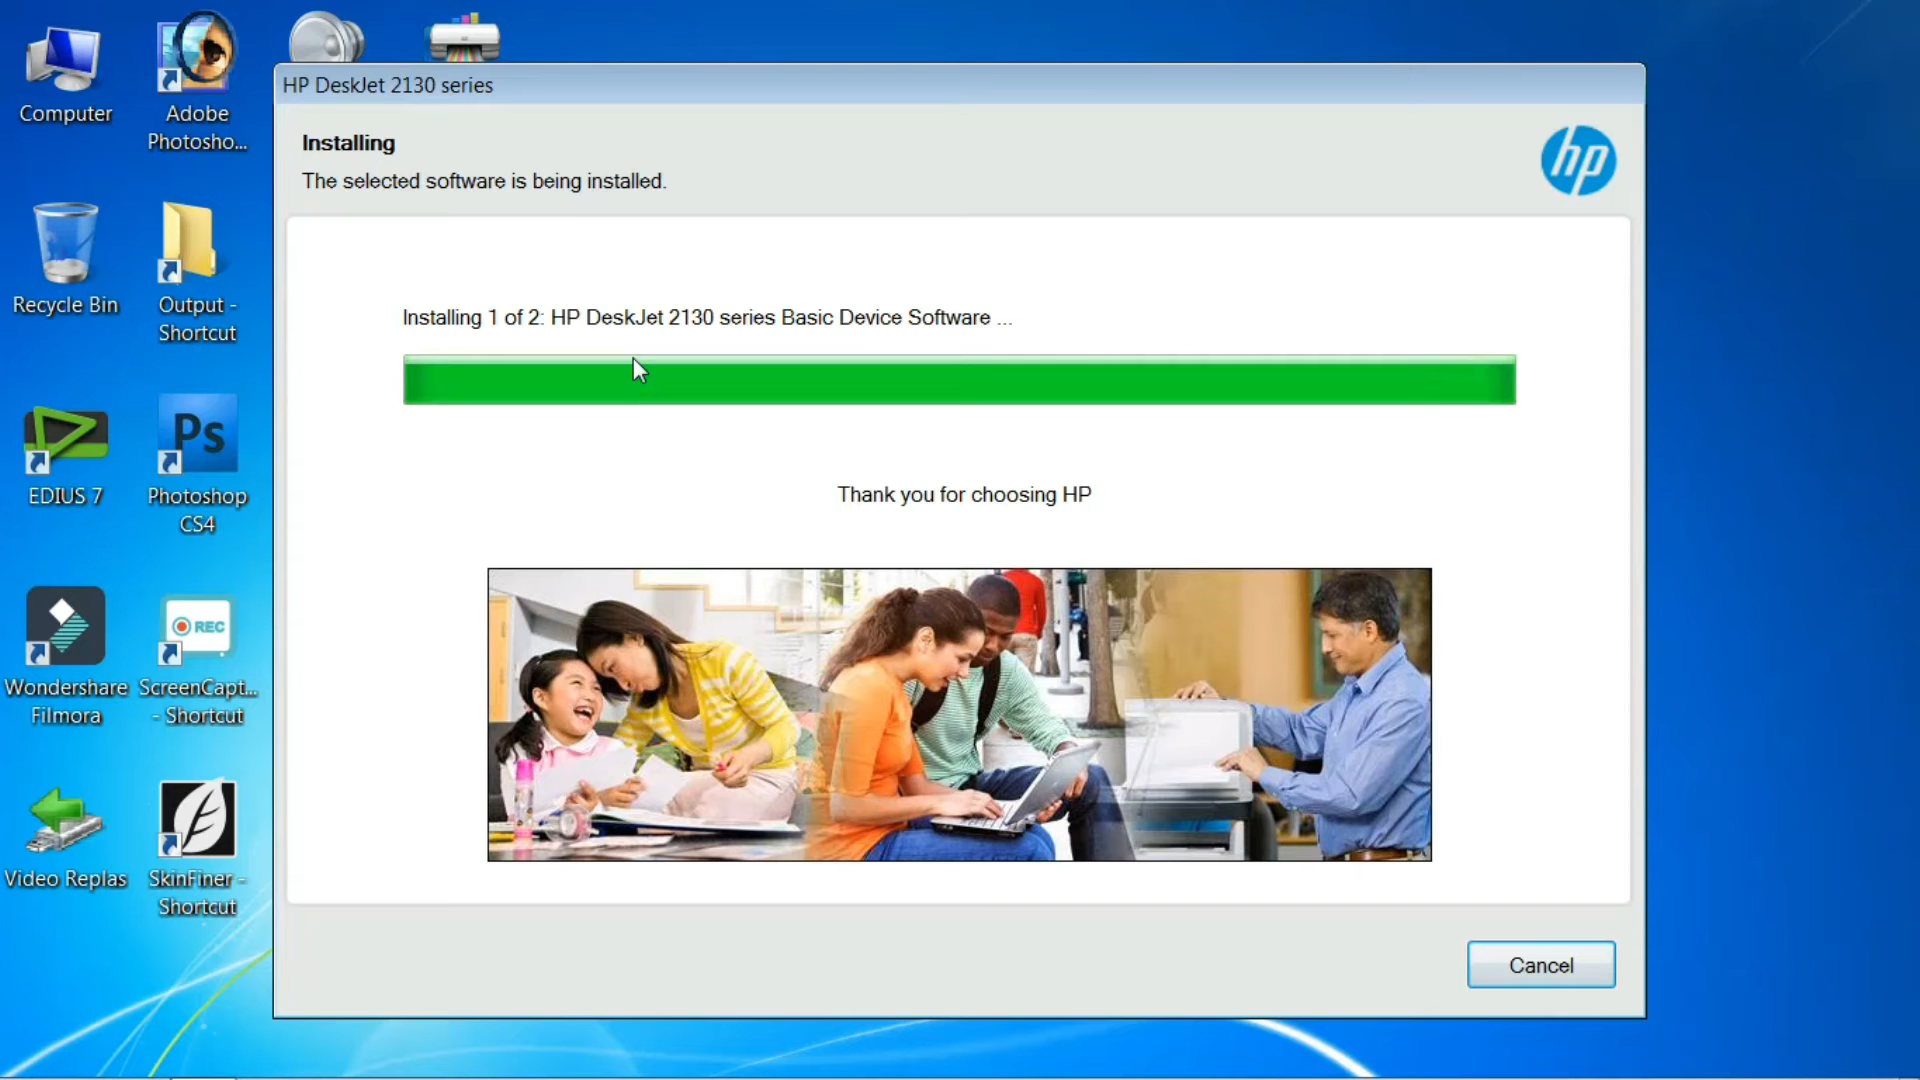 HP DeskJet 2130 series
Installing
The selected software is being installed.
hp
Installing 1 of 2: HP DeskJet 2130 series Basic Device Software ...
Thank you for choosing HP
Cancel
Computer
Adobe
Photosho...
Recycle Bin
Output -
Shortcut
EDIUS 7
Ps
Photoshop
CS4
Wondershare
Filmora
REC
ScreenCapt...
- Shortcut
Video Replas
SkinFiner -
Shortcut